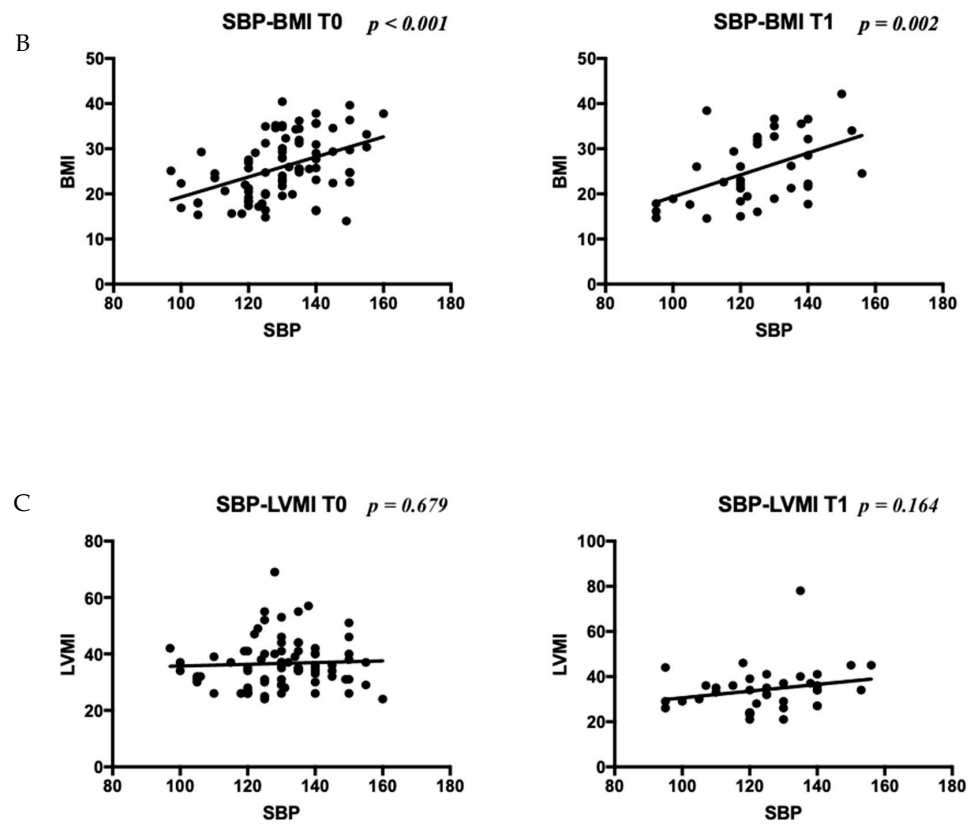 B
SBP-BMI T0 p < 0.001
50
40
30
20
10
0
BMI
80 100 120 140 160 180
SBP
SBP-BMI T1 p = 0.002
50
40
30
20
10
0
BMI
80 100 120 140 160 180
SBP
C
SBP-LVMI T0 p = 0.679
80
60
40
20
0
LVMI
80 100 120 140 160 180
SBP
SBP-LVMI T1 p = 0.164
100
80
60
40
20
0
LVMI
80 100 120 140 160 180
SBP